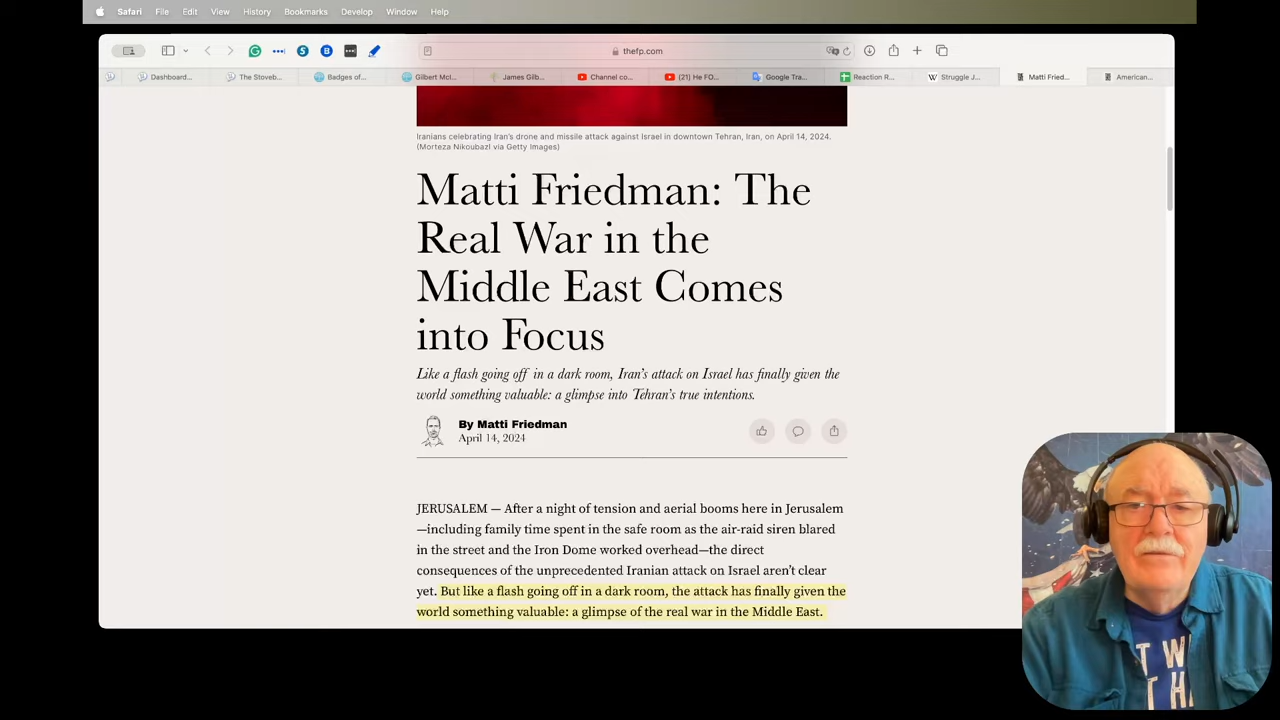 Safari File Edit View History Bookmarks Develop Window Help
thefp.com
Dashboard... The Stoveb... Badges of... Gilbert McI... James Gilb... Channel co... (21) He FO... Google Tra... Reaction R... Struggle J... Matti Fried... American...
Iranians celebrating Iran's drone and missile attack against Israel in downtown Tehran, Iran, on April 14, 2024.
(Morteza Nikoubazl via Getty Images)
Matti Friedman: The
Real War in the
Middle East Comes
into Focus
Like a flash going off in a dark room, Iran's attack on Israel has finally given the
world something valuable: a glimpse into Tehran's true intentions.
By Matti Friedman
April 14, 2024
JERUSALEM — After a night of tension and aerial booms here in Jerusalem
—including family time spent in the safe room as the air-raid siren blared
in the street and the Iron Dome worked overhead—the direct
consequences of the unprecedented Iranian attack on Israel aren't clear
yet. But like a flash going off in a dark room, the attack has finally given the
world something valuable: a glimpse of the real war in the Middle East.